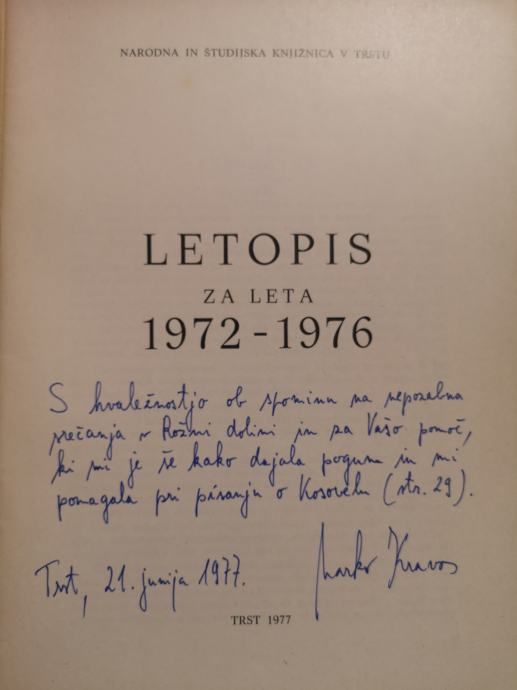 NARODNA IN ŠTUDIJSKA KNJIŽNICA V TRSTU
LETOPIS
ZA LETA
1972-1976
S hvaležnostjo ob spominu na nepozabna
srečanja v Rožni dolini in za Vašo pomoč,
ki mi je še kako dajala poguma in mi
pomagala pri pisanju o Kosovelu (str. 29).
Trst, 21. junija 1977.
Marko Kravos
TRST 1977